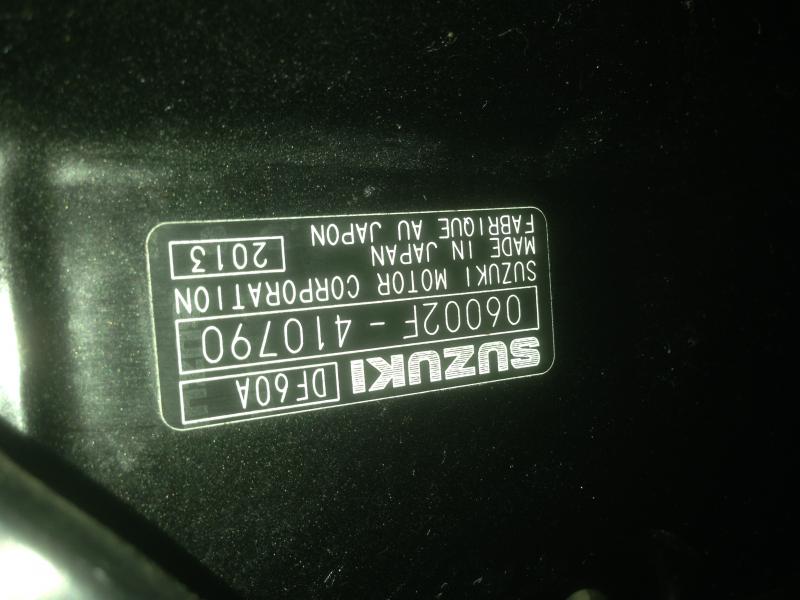 SUZUKI DF60A
06002F-410790
SUZUKI MOTOR CORPORATION
MADE IN JAPAN
FABRIQUE AU JAPON 2013